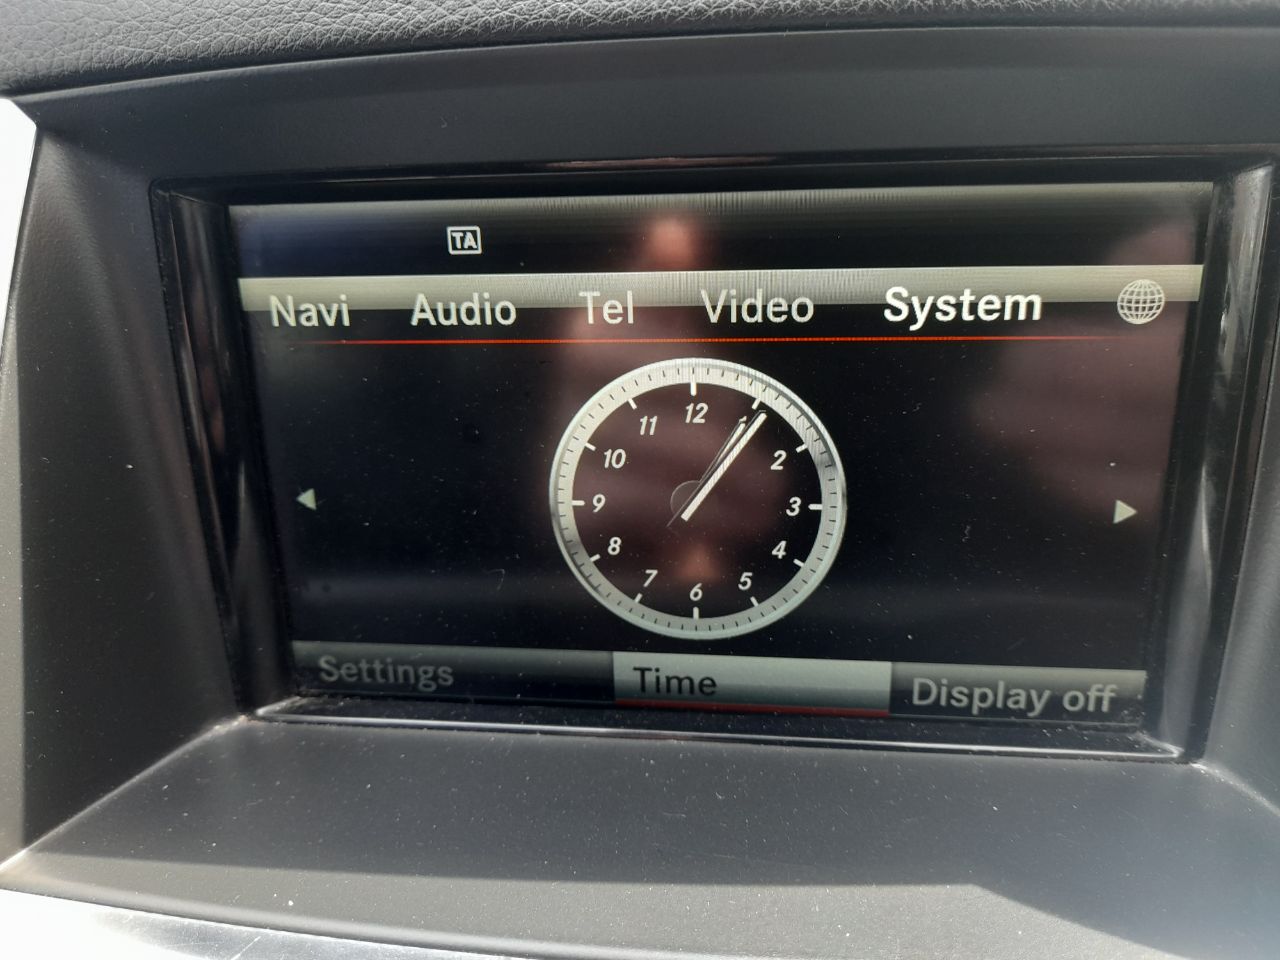 TA
Navi Audio Tel Video System
12
11
10 2
9 3
8 4
7 5
6
Settings Time Display off